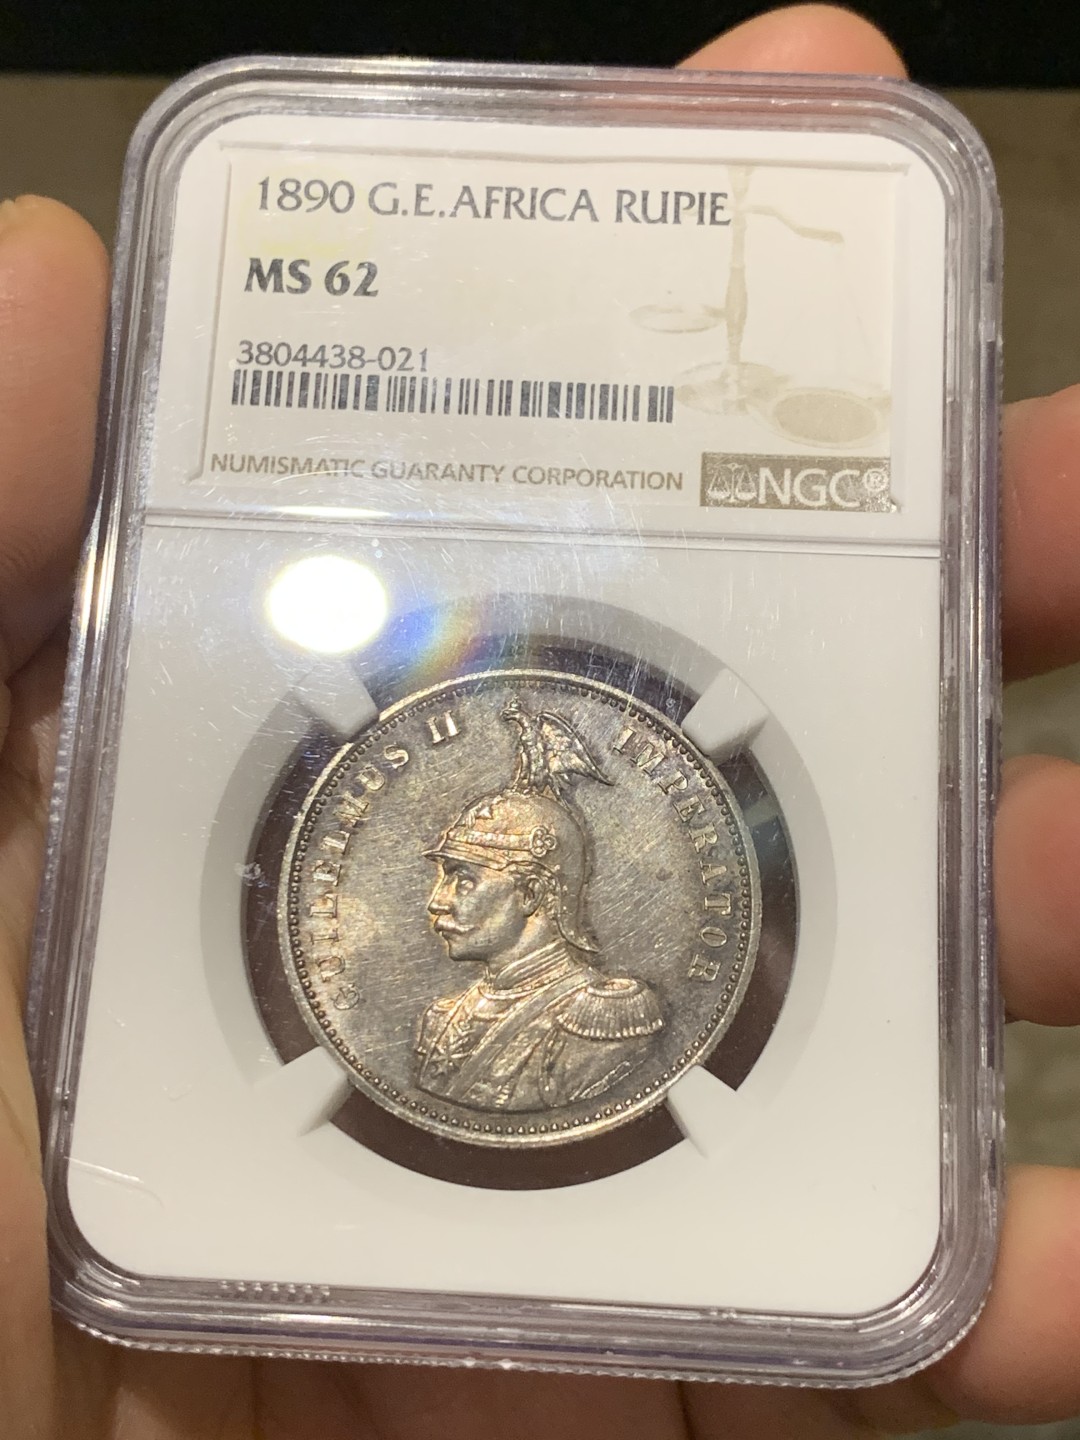 1890 G.E.AFRICA RUPIE
MS 62
3804438-021
NUMISMATIC GUARANTY CORPORATION
NGC®
GUILELMUS II IMPERATOR